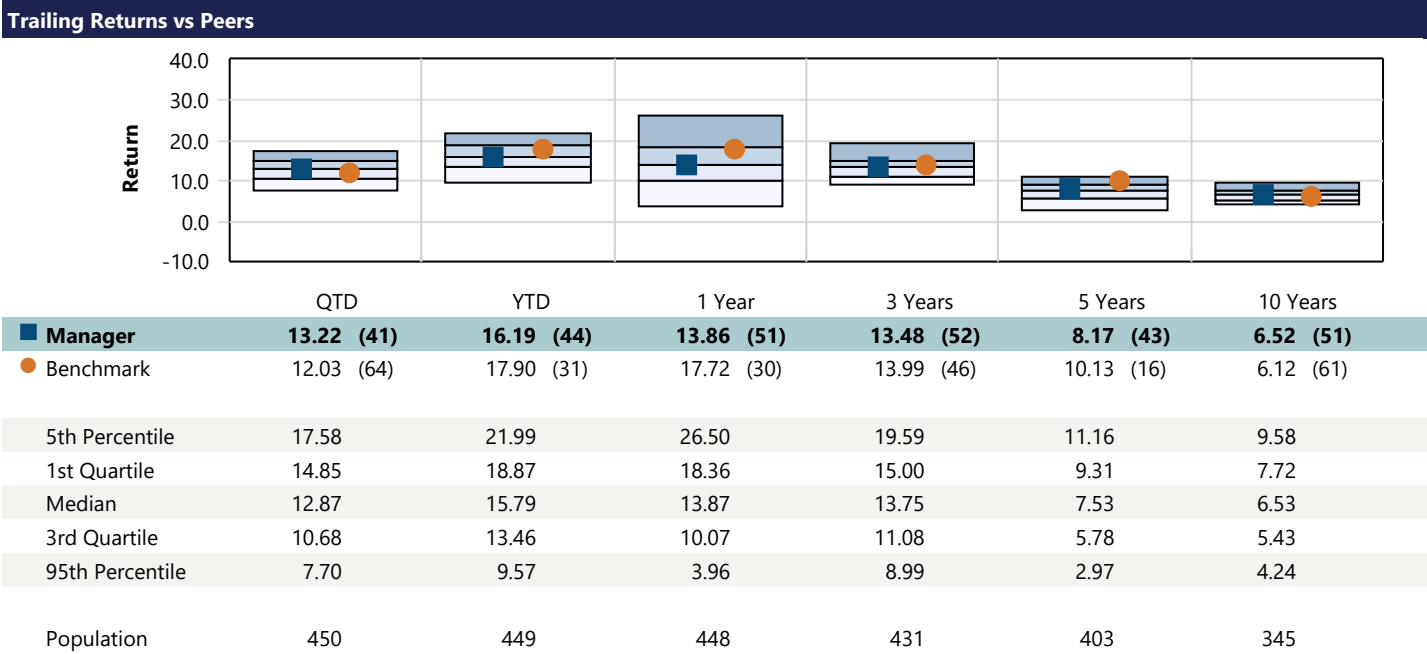 Trailing Returns vs Peers
40.0
30.0
20.0
10.0
0.0
-10.0
Return
QTD YTD 1 Year 3 Years 5 Years 10 Years
Manager 13.22 (41) 16.19 (44) 13.86 (51) 13.48 (52) 8.17 (43) 6.52 (51)
Benchmark 12.03 (64) 17.90 (31) 17.72 (30) 13.99 (46) 10.13 (16) 6.12 (61)
5th Percentile 17.58 21.99 26.50 19.59 11.16 9.58
1st Quartile 14.85 18.87 18.36 15.00 9.31 7.72
Median 12.87 15.79 13.87 13.75 7.53 6.53
3rd Quartile 10.68 13.46 10.07 11.08 5.78 5.43
95th Percentile 7.70 9.57 3.96 8.99 2.97 4.24
Population 450 449 448 431 403 345